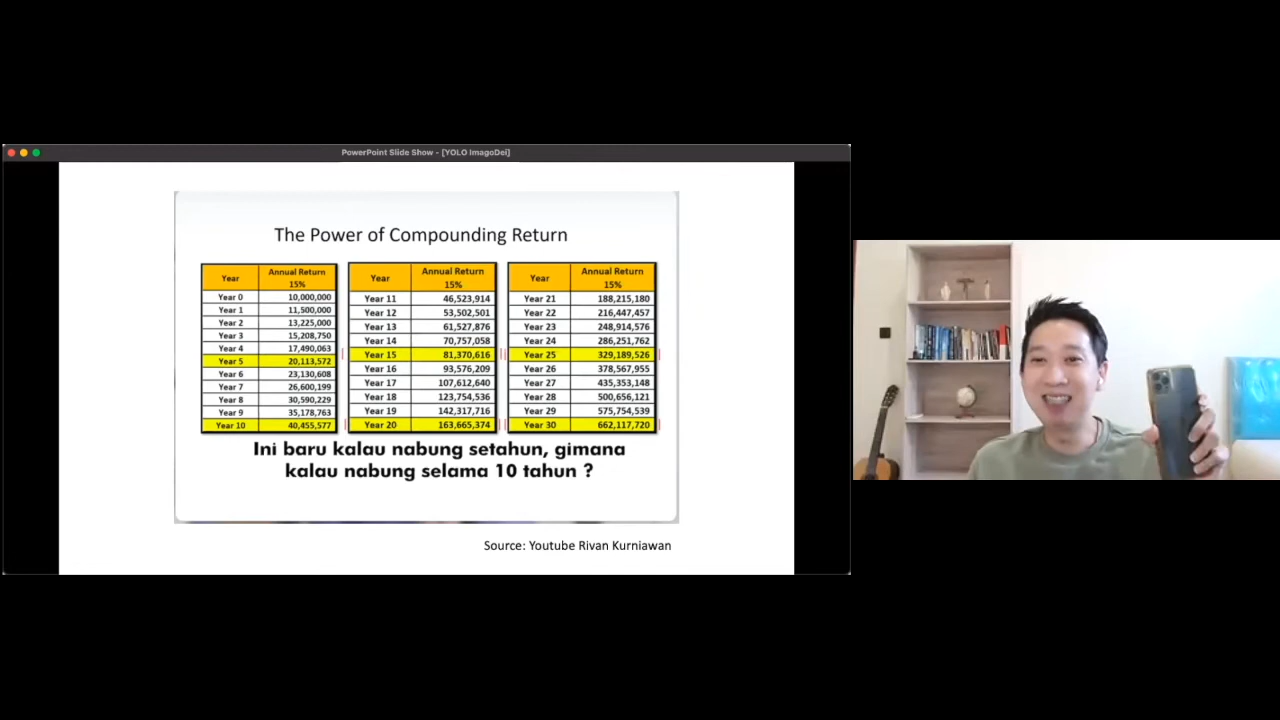 PowerPoint Slide Show - [YOLO ImagoDei]
The Power of Compounding Return
Year Annual Return 15%
Year 0 10,000,000
Year 1 11,500,000
Year 2 13,225,000
Year 3 15,208,750
Year 4 17,490,063
Year 5 20,113,572
Year 6 23,130,608
Year 7 26,600,199
Year 8 30,590,229
Year 9 35,178,763
Year 10 40,455,577
Year Annual Return 15%
Year 11 46,523,914
Year 12 53,502,501
Year 13 61,527,876
Year 14 70,757,058
Year 15 81,370,616
Year 16 93,576,209
Year 17 107,612,640
Year 18 123,754,536
Year 19 142,317,716
Year 20 163,665,374
Year Annual Return 15%
Year 21 188,215,180
Year 22 216,447,457
Year 23 248,914,576
Year 24 286,251,762
Year 25 329,189,526
Year 26 378,567,955
Year 27 435,353,148
Year 28 500,656,121
Year 29 575,754,539
Year 30 662,117,720
Ini baru kalau nabung setahun, gimana
kalau nabung selama 10 tahun ?
Source: Youtube Rivan Kurniawan